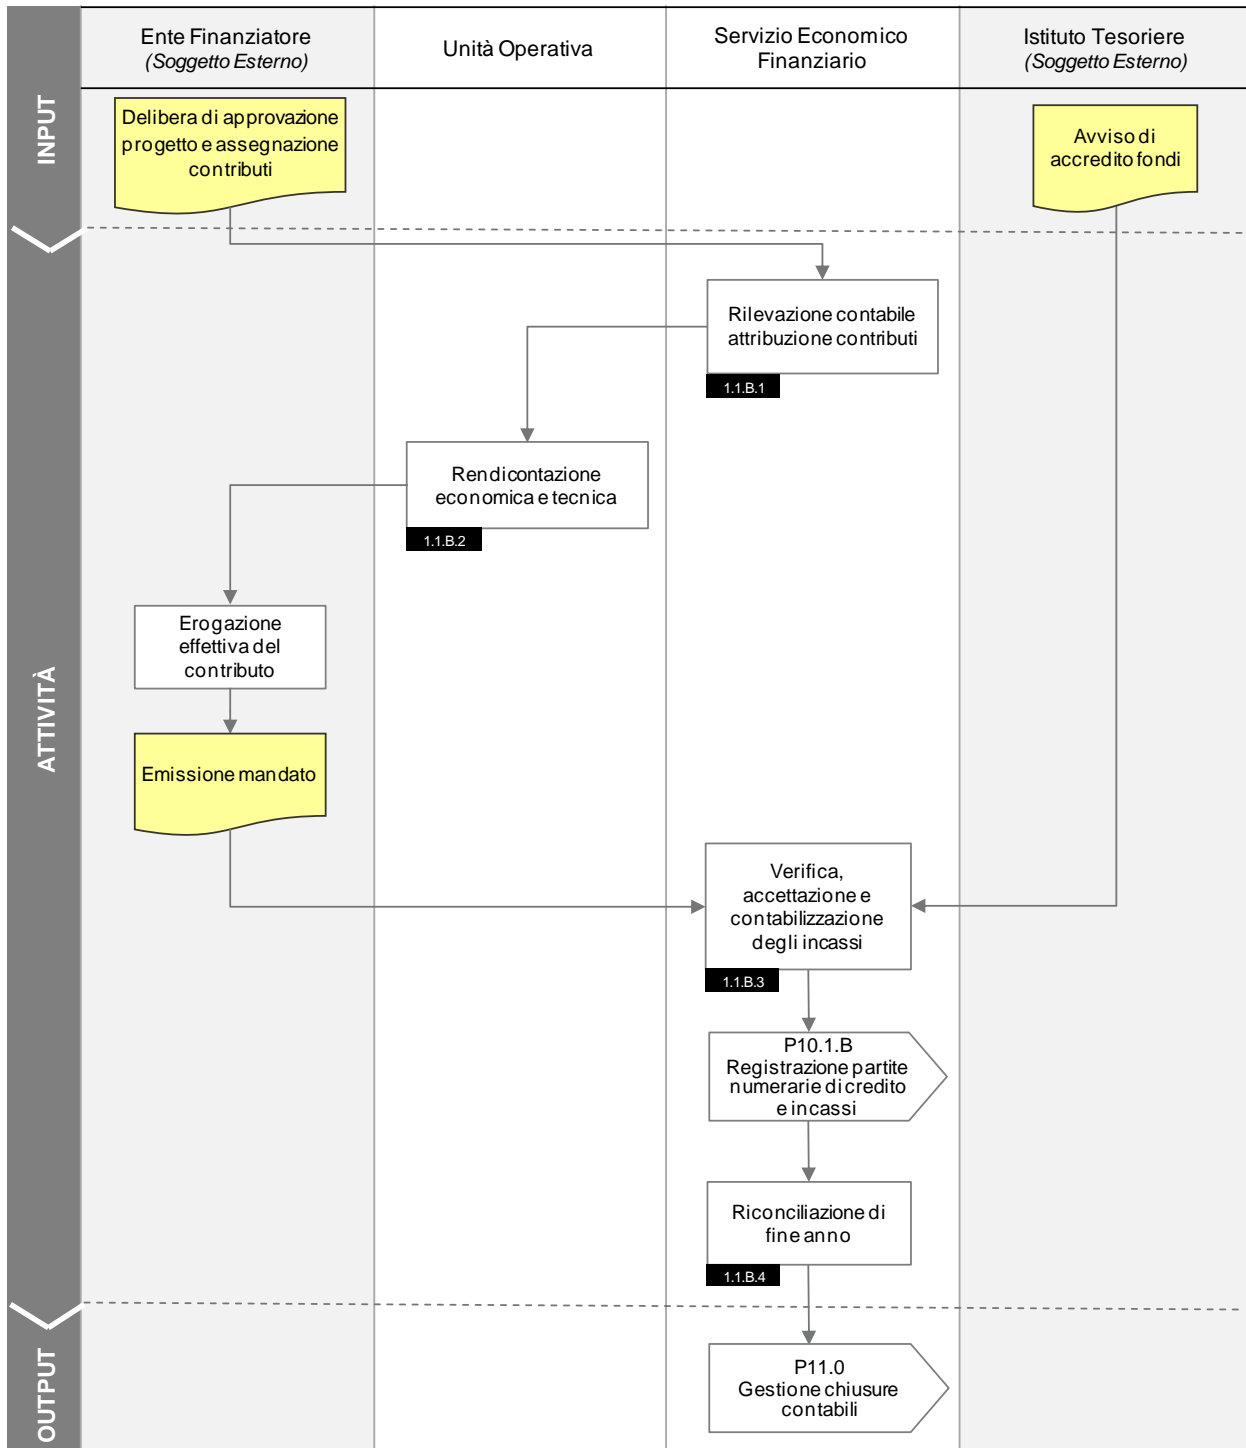 Ente Finanziatore
(Soggetto Esterno)
Unità Operativa
Servizio Economico
Finanziario
Istituto Tesoriere
(Soggetto Esterno)
INPUT
Delibera di approvazione
progetto e assegnazione
contributi
Avviso di
accredito fondi
ATTIVITÀ
Rilevazione contabile
attribuzione contributi
1.1.B.1
Rendicontazione
economica e tecnica
1.1.B.2
Erogazione
effettiva del
contributo
Emissione mandato
Verifica,
accettazione e
contabilizzazione
degli incassi
1.1.B.3
P10.1.B
Registrazione partite
numerarie di credito
e incassi
Riconciliazione di
fine anno
1.1.B.4
OUTPUT
P11.0
Gestione chiusure
contabili